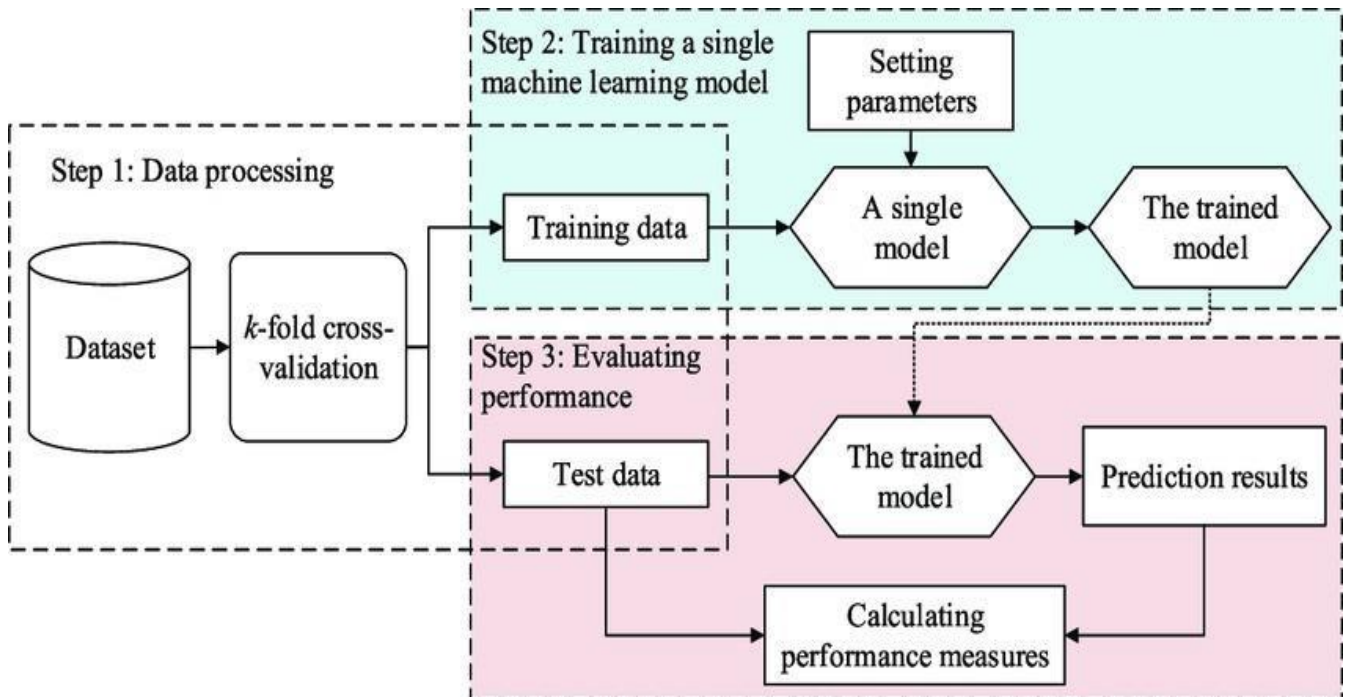 Step 1: Data processing
Dataset
k-fold cross-
validation
Step 2: Training a single
machine learning model
Setting
parameters
Training data
A single
model
The trained
model
Step 3: Evaluating
performance
Test data
The trained
model
Prediction results
Calculating
performance measures